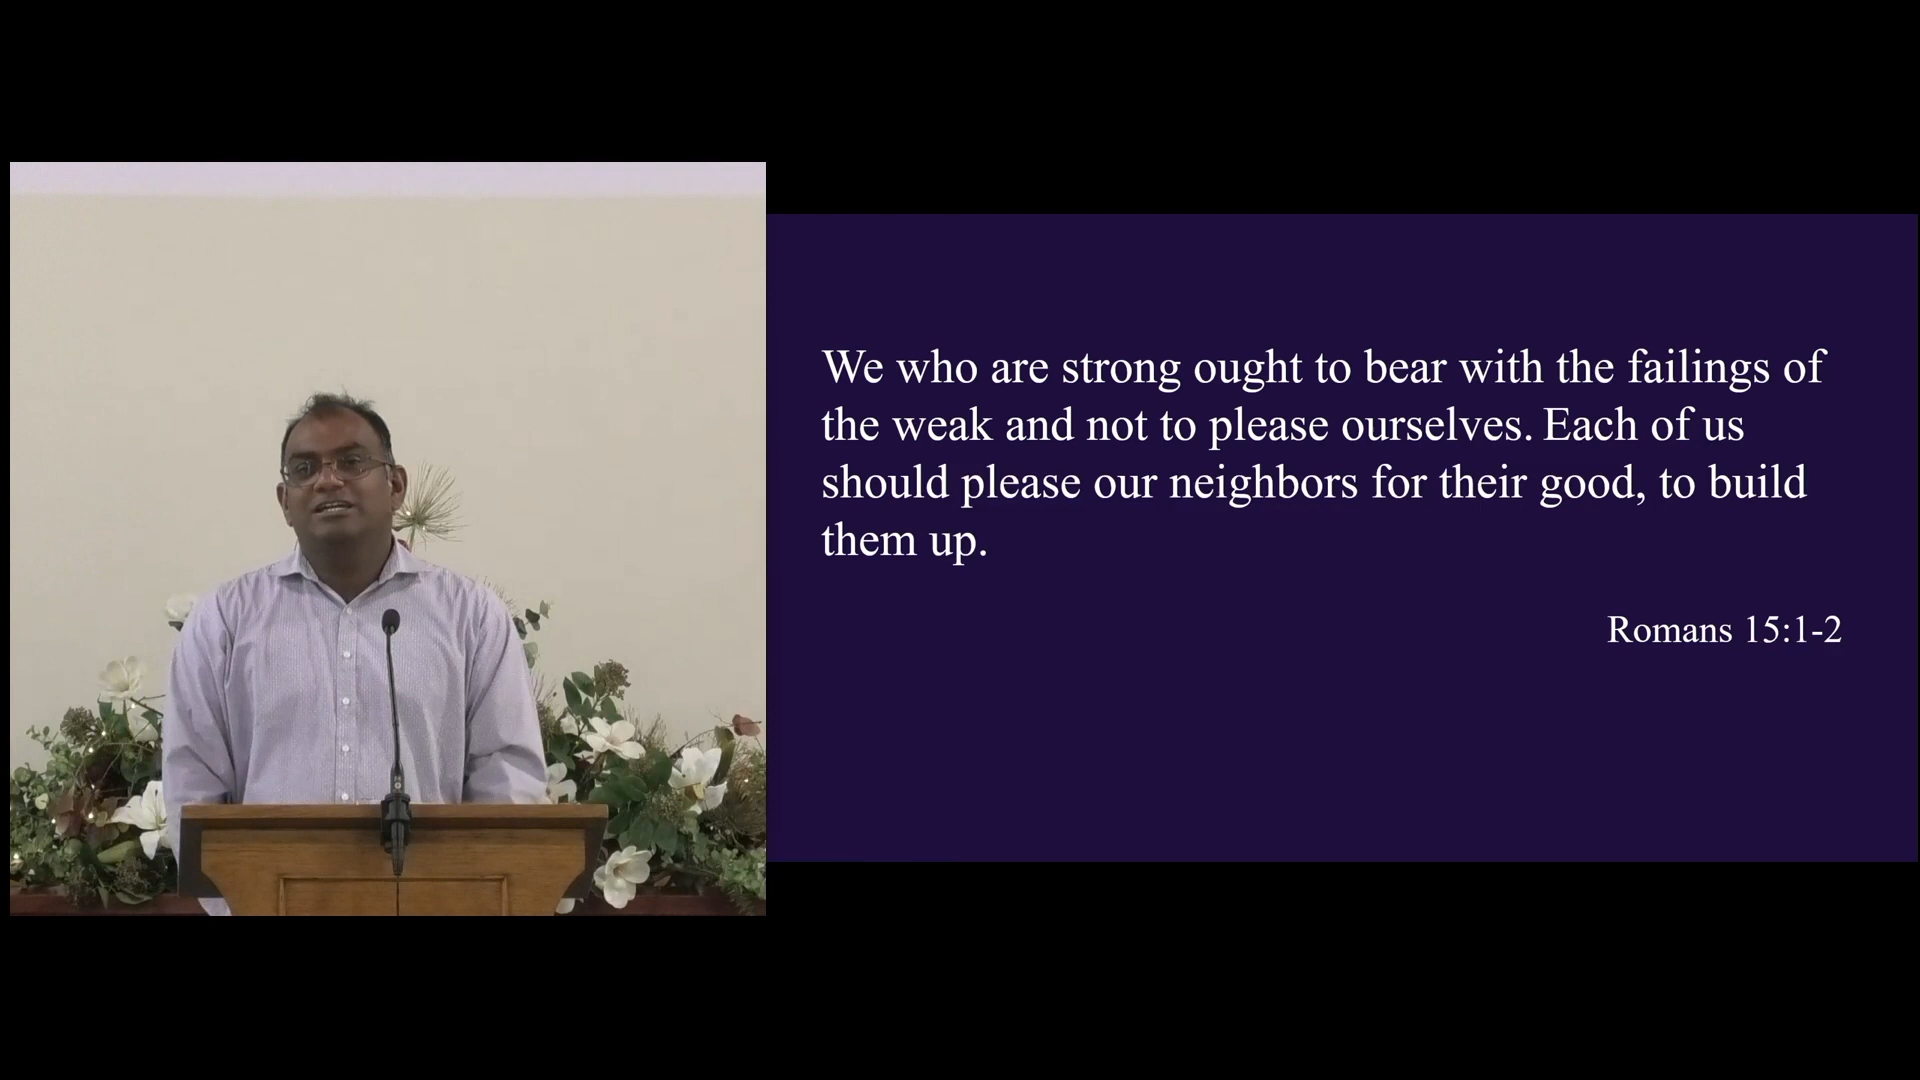 We who are strong ought to bear with the failings of
the weak and not to please ourselves. Each of us
should please our neighbors for their good, to build
them up.
Romans 15:1-2